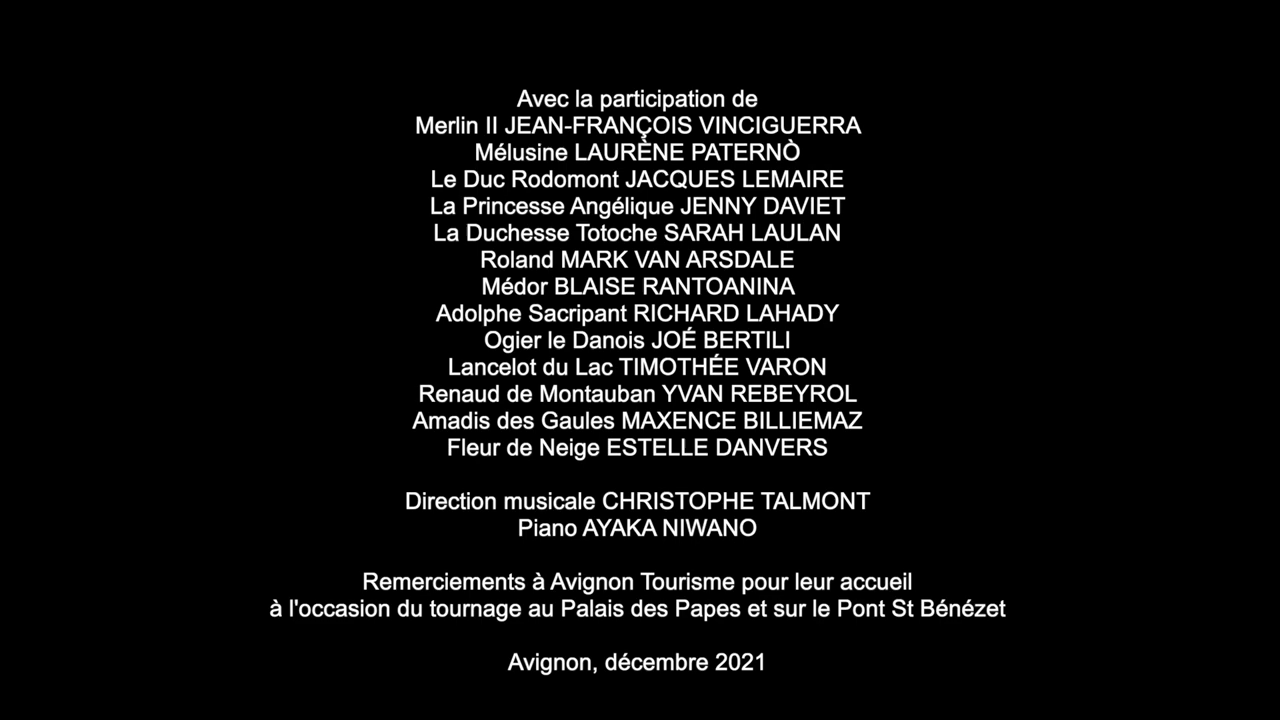 Avec la participation de
Merlin II JEAN-FRANÇOIS VINCIGUERRA
Mélusine LAURÈNE PATERNÒ
Le Duc Rodomont JACQUES LEMAIRE
La Princesse Angélique JENNY DAVIET
La Duchesse Totoche SARAH LAULAN
Roland MARK VAN ARSDALE
Médor BLAISE RANTOANINA
Adolphe Sacripant RICHARD LAHADY
Ogier le Danois JOÉ BERTILI
Lancelot du Lac TIMOTHÉE VARON
Renaud de Montauban YVAN REBEYROL
Amadis des Gaules MAXENCE BILLIEMAZ
Fleur de Neige ESTELLE DANVERS
Direction musicale CHRISTOPHE TALMONT
Piano AYAKA NIWANO
Remerciements à Avignon Tourisme pour leur accueil
à l'occasion du tournage au Palais des Papes et sur le Pont St Bénézet
Avignon, décembre 2021